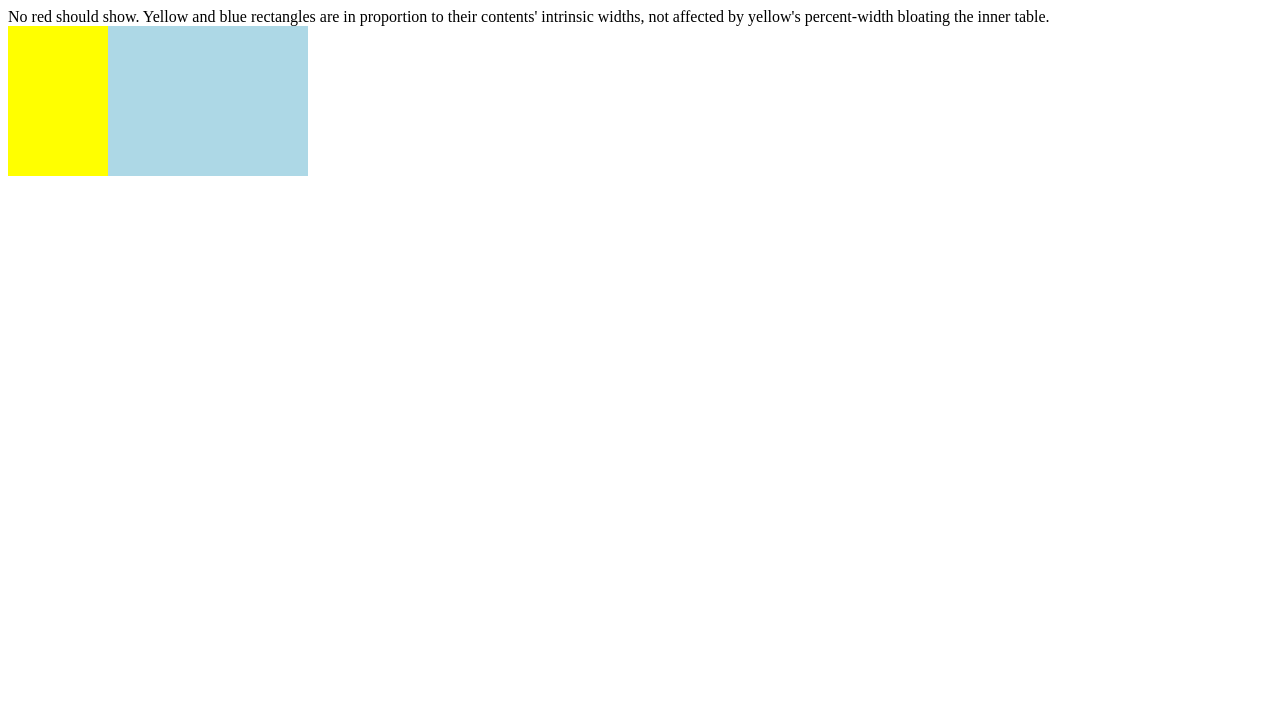 No red should show. Yellow and blue rectangles are in proportion to their contents' intrinsic widths, not affected by yellow's percent-width bloating the inner table.